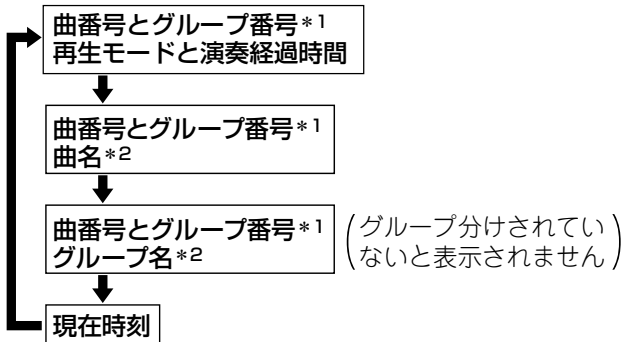 曲番号とグループ番号*1
再生モードと演奏経過時間
曲番号とグループ番号*1
曲名*2
曲番号とグループ番号*1
グループ名*2
(グループ分けされてい
ないと表示されません)
現在時刻